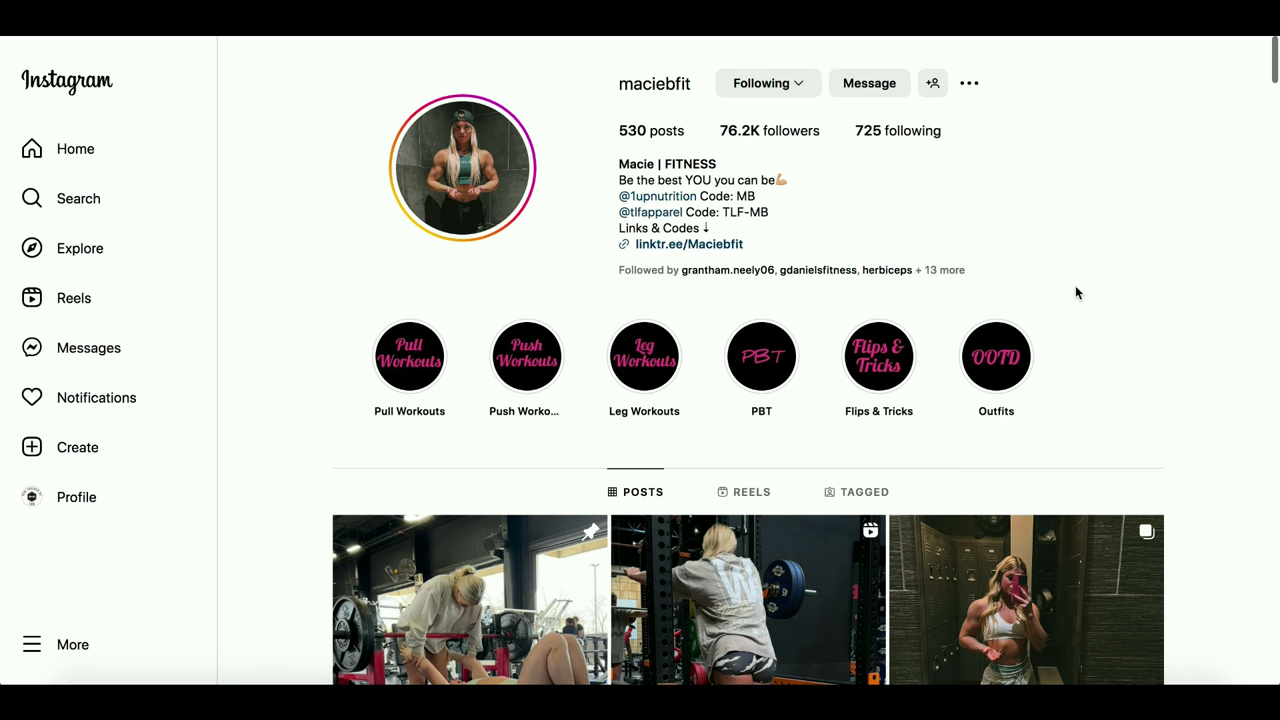 Instagram
Home
Search
Explore
Reels
Messages
Notifications
Create
Profile
More
maciebfit
Following
Message
530 posts
76.2K followers
725 following
Macie | FITNESS
Be the best YOU you can be💪🏼
@1upnutrition Code: MB
@tlfapparel Code: TLF-MB
Links & Codes ↓
linktr.ee/Maciebfit
Followed by grantham.neely06, gdanielsfitness, herbiceps + 13 more
Pull
Workouts
Push
Workouts
Leg
Workouts
PBT
Flips &
Tricks
OOTD
Pull Workouts
Push Worko...
Leg Workouts
PBT
Flips & Tricks
Outfits
POSTS
REELS
TAGGED